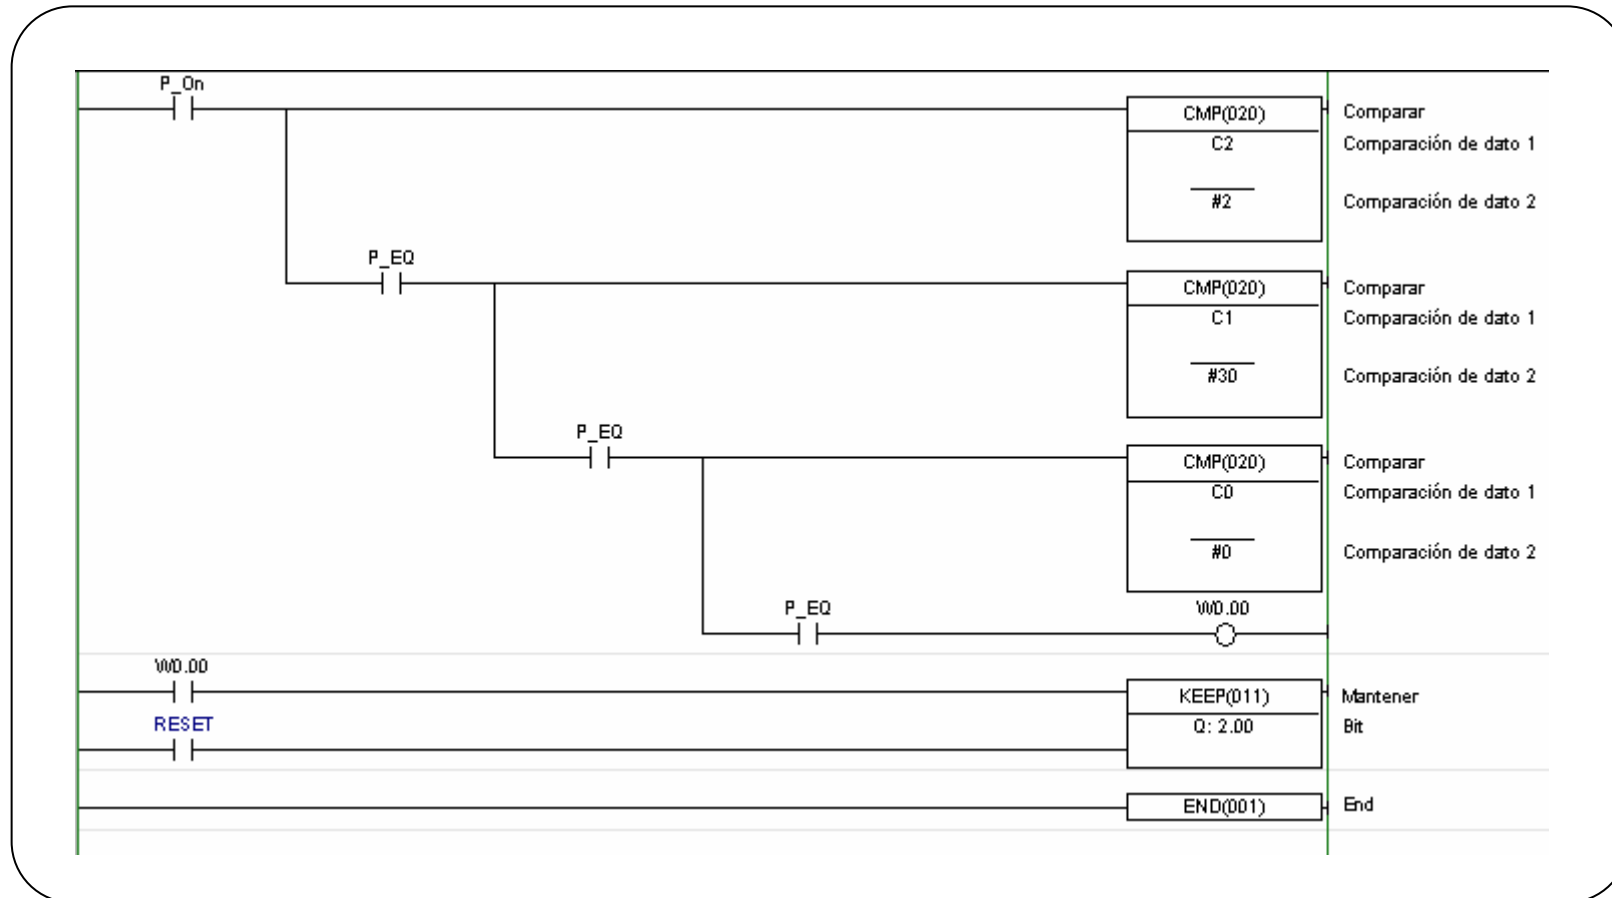 P_On
CMP(020) Comparar
C2 Comparación de dato 1
#2 Comparación de dato 2
P_EQ
CMP(020) Comparar
C1 Comparación de dato 1
#30 Comparación de dato 2
P_EQ
CMP(020) Comparar
C0 Comparación de dato 1
#0 Comparación de dato 2
P_EQ W0.00
W0.00
KEEP(011) Mantener
RESET Q: 2.00 Bit
END(001) End